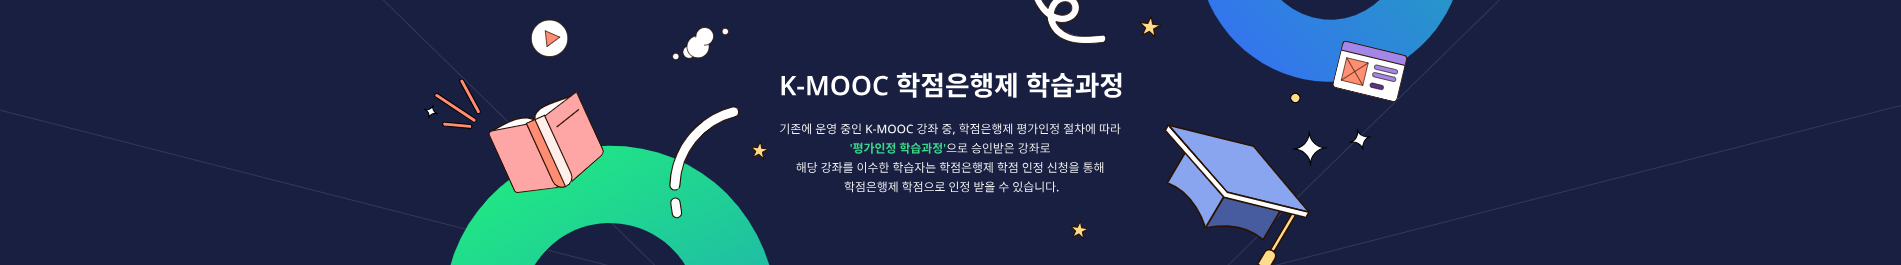 K-MOOC 학점은행제 학습과정
기존에 운영 중인 K-MOOC 강좌 중, 학점은행제 평가인정 절차에 따라
'평가인정 학습과정'으로 승인받은 강좌로
해당 강좌를 이수한 학습자는 학점은행제 학점 인정 신청을 통해
학점은행제 학점으로 인정 받을 수 있습니다.